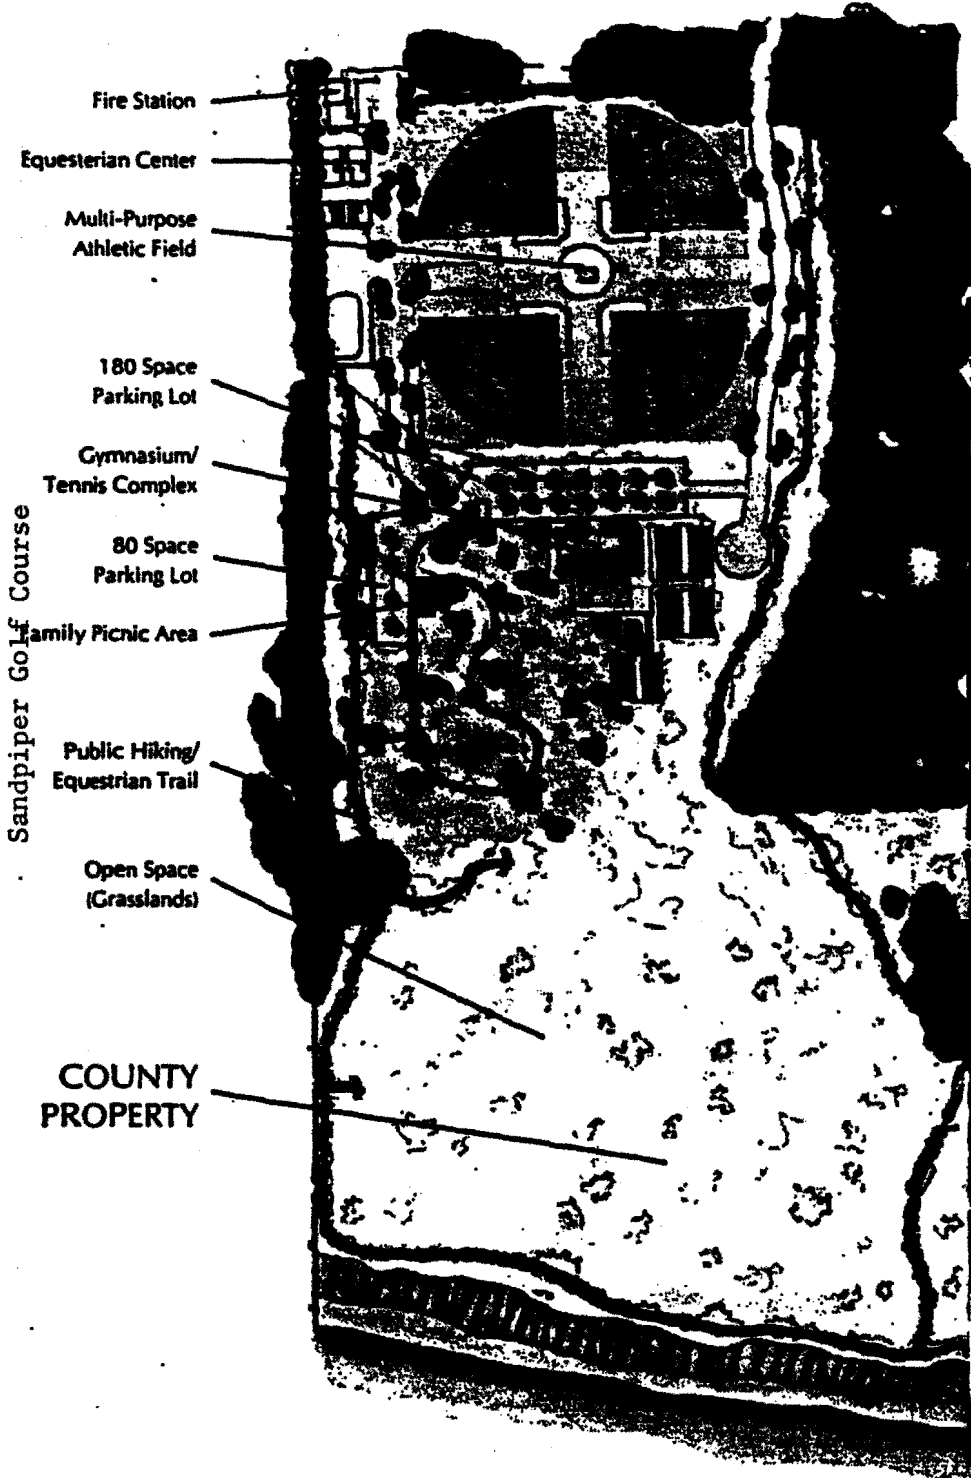 Fire Station
Equesterian Center
Multi-Purpose
Athletic Field
180 Space
Parking Lot
Gymnasium/
Tennis Complex
80 Space
Parking Lot
Family Picnic Area
Public Hiking/
Equestrian Trail
Open Space
(Grasslands)
COUNTY
PROPERTY
Sandpiper Golf Course